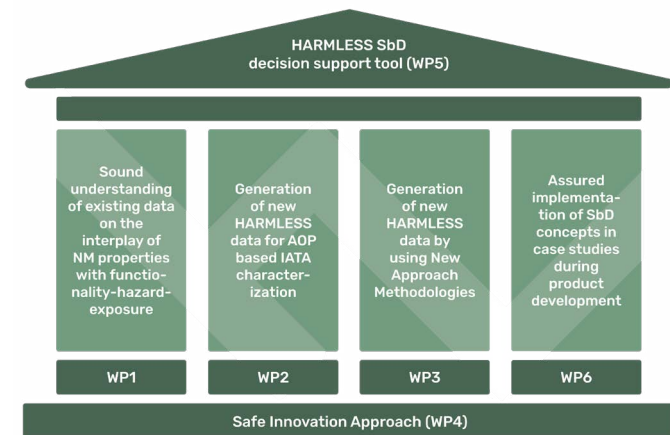 HARMLESS SbD
decision support tool (WP5)
Sound
understanding
of existing data
on the
interplay of
NM properties
with functio-
nality-hazard-
exposure
Generation
of new
HARMLESS
data for AOP
based IATA
character-
ization
Generation
of new
HARMLESS
data by
using New
Approach
Methodologies
Assured
implementa-
tion of SbD
concepts in
case studies
during
product
development
WP1
WP2
WP3
WP6
Safe Innovation Approach (WP4)